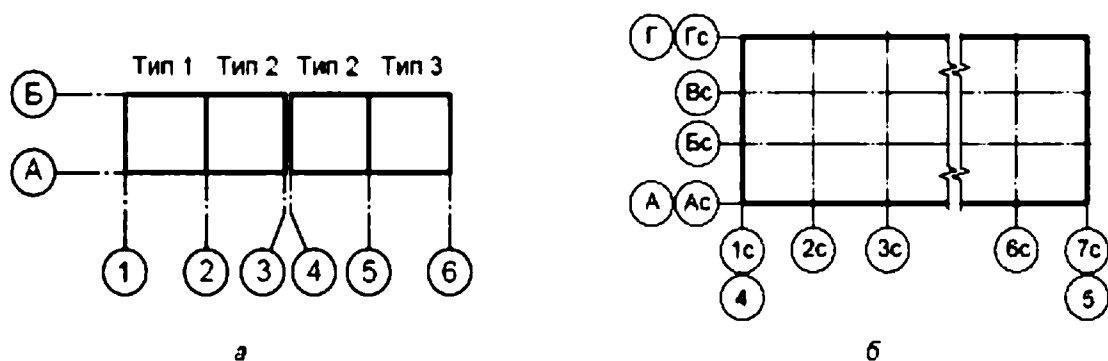 Тип 1 Тип 2 Тип 2 Тип 3
Б
А
1 2 3 4 5 6
а
Г Гс
Вс
Бс
А Ас
1с 2с 3с 6с 7с
4 5
б